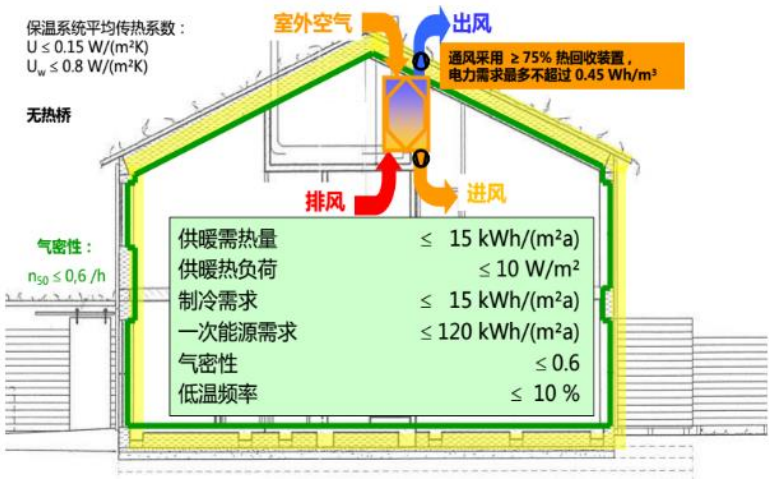 保温系统平均传热系数：
U ≤ 0.15 W/(m²K)
Uw ≤ 0.8 W/(m²K)
无热桥
室外空气
出风
通风采用 ≥ 75% 热回收装置，
电力需求最多不超过 0.45 Wh/m³
排风
进风
气密性：
n50 ≤ 0,6 /h
供暖需热量 ≤ 15 kWh/(m²a)
供暖热负荷 ≤ 10 W/m²
制冷需求 ≤ 15 kWh/(m²a)
一次能源需求 ≤ 120 kWh/(m²a)
气密性 ≤ 0.6
低温频率 ≤ 10 %